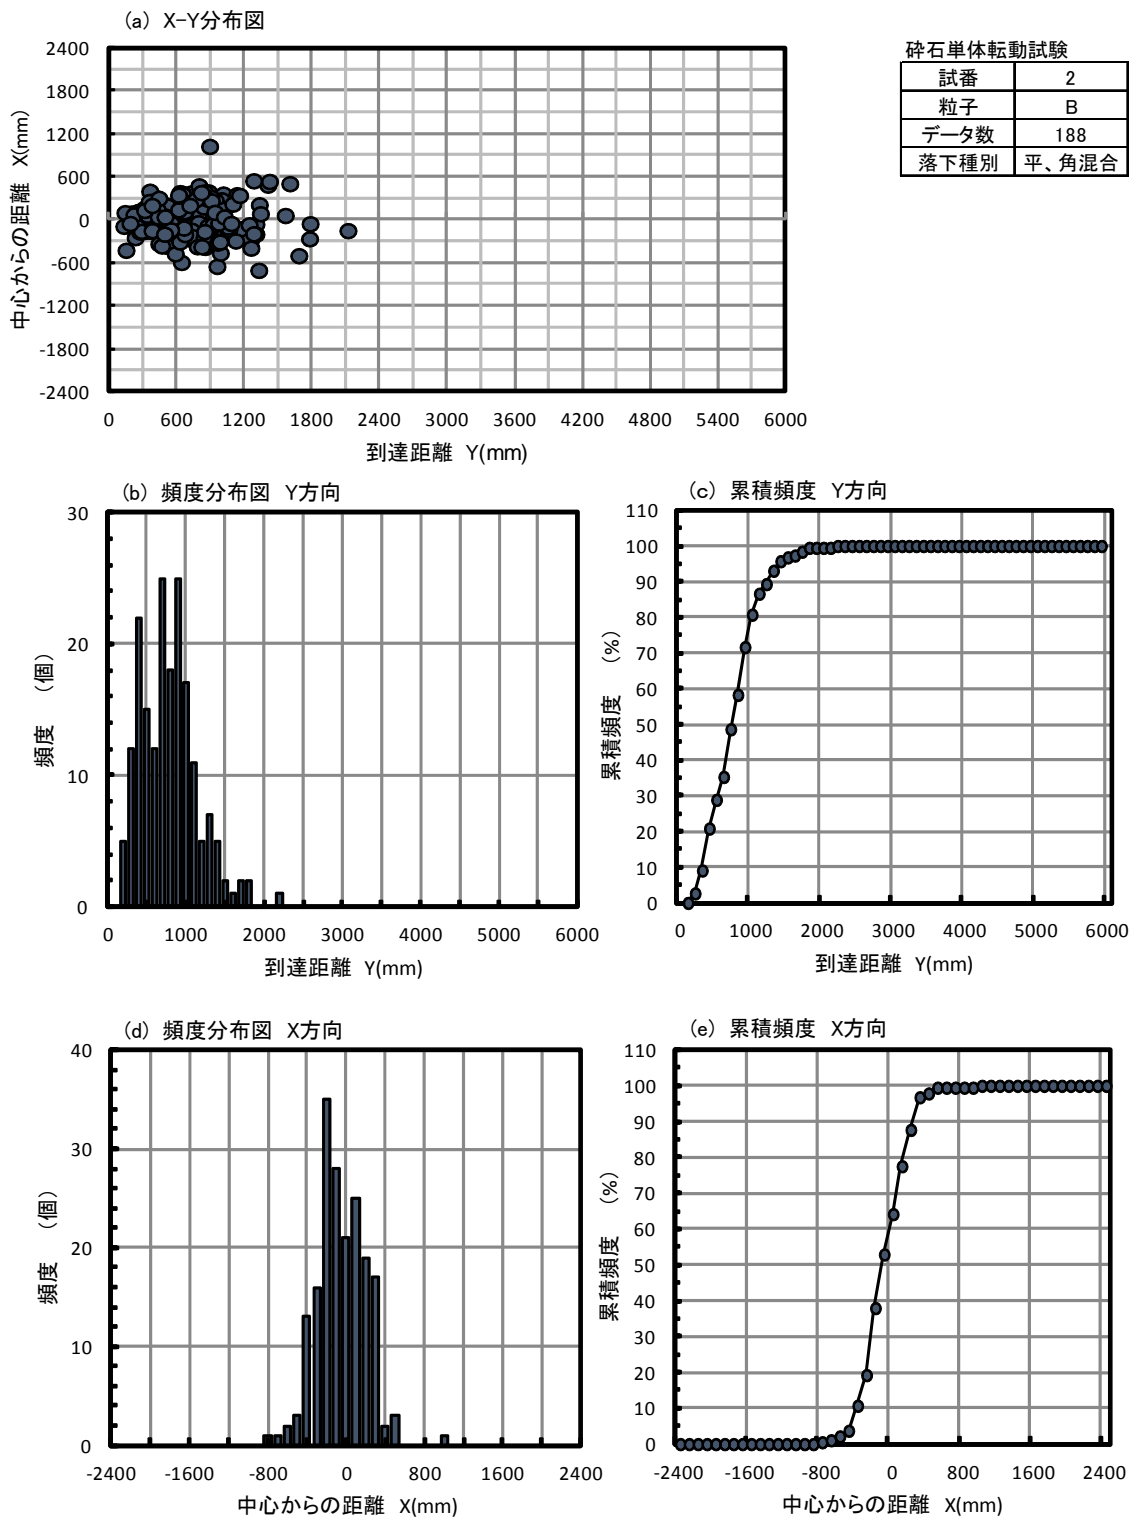 (a) X-Y分布図
2400
1800
1200
600
0
-600
-1200
-1800
-2400
中心からの距離 X(mm)
0 600 1200 1800 2400 3000 3600 4200 4800 5400 6000
到達距離 Y(mm)
砕石単体転動試験
試番 2
粒子 B
データ数 188
落下種別 平、角混合
(b) 頻度分布図 Y方向
30
20
10
0
頻度 (個)
0 1000 2000 3000 4000 5000 6000
到達距離 Y(mm)
(c) 累積頻度 Y方向
110
100
90
80
70
60
50
40
30
20
10
0
累積頻度 (%)
0 1000 2000 3000 4000 5000 6000
到達距離 Y(mm)
(d) 頻度分布図 X方向
40
30
20
10
0
頻度 (個)
-2400 -1600 -800 0 800 1600 2400
中心からの距離 X(mm)
(e) 累積頻度 X方向
110
100
90
80
70
60
50
40
30
20
10
0
累積頻度 (%)
-2400 -1600 -800 0 800 1600 2400
中心からの距離 X(mm)